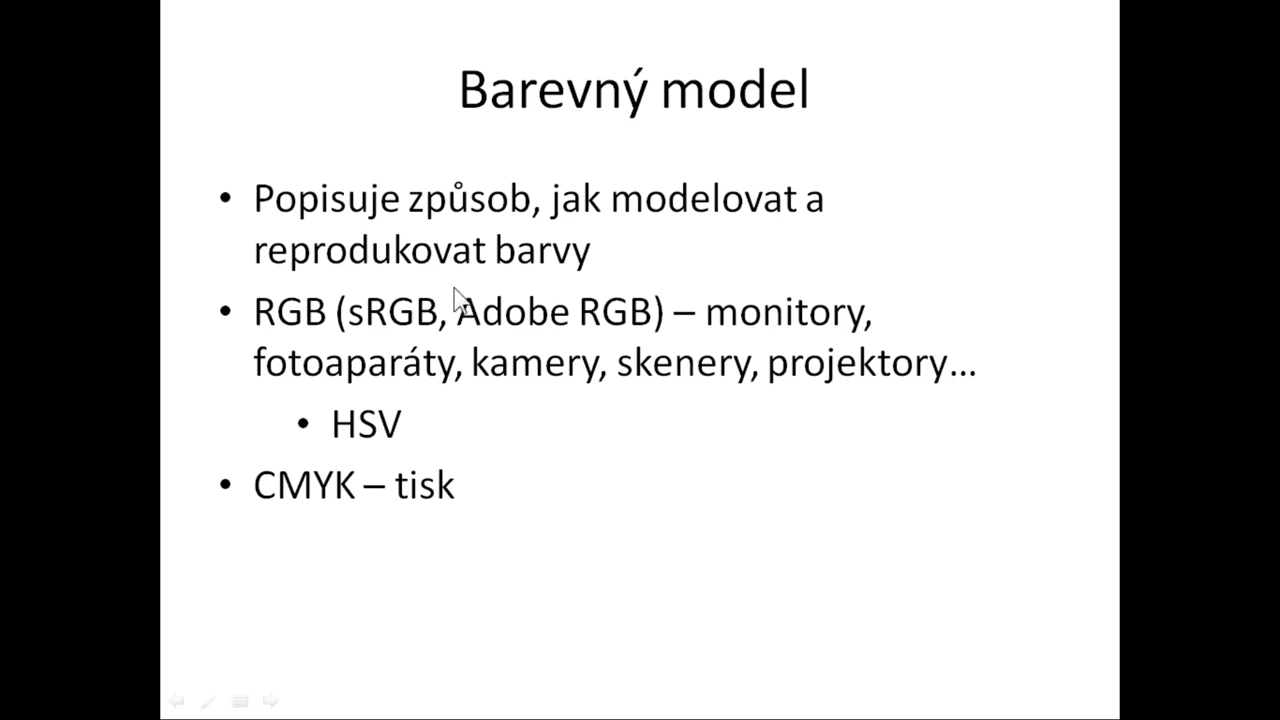 Barevný model
• Popisuje způsob, jak modelovat a
reprodukovat barvy
• RGB (sRGB, Adobe RGB) – monitory,
fotoaparáty, kamery, skenery, projektory…
• HSV
• CMYK – tisk